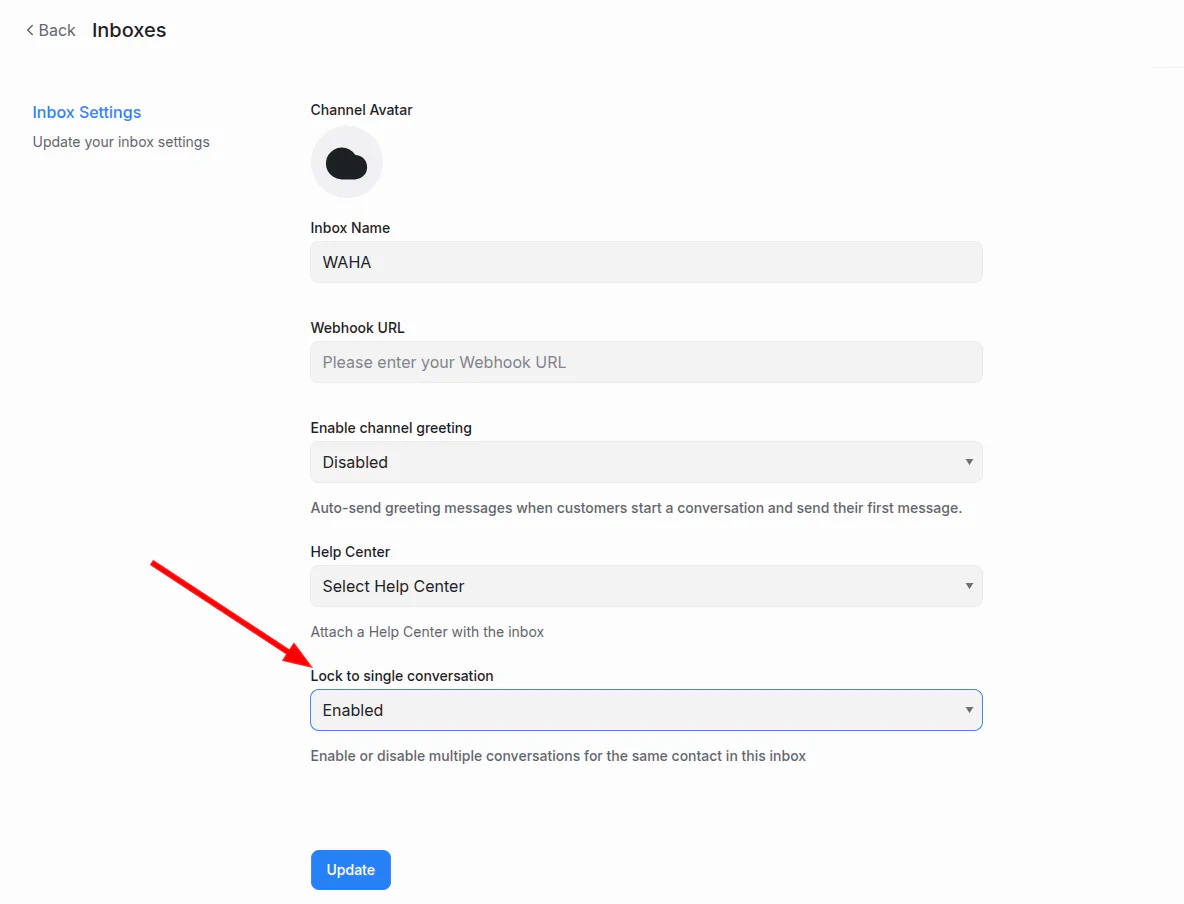 Back Inboxes
Inbox Settings
Update your inbox settings
Channel Avatar
Inbox Name
WAHA
Webhook URL
Please enter your Webhook URL
Enable channel greeting
Disabled
Auto-send greeting messages when customers start a conversation and send their first message.
Help Center
Select Help Center
Attach a Help Center with the inbox
Lock to single conversation
Enabled
Enable or disable multiple conversations for the same contact in this inbox
Update